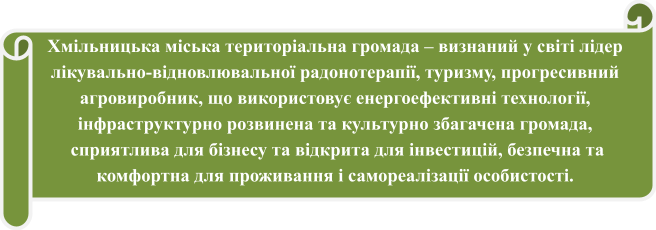 Хмільницька міська територіальна громада – визнаний у світі лідер
лікувально-відновлювальної радонотерапії, туризму, прогресивний
агровиробник, що використовує енергоефективні технології,
інфраструктурно розвинена та культурно збагачена громада,
сприятлива для бізнесу та відкрита для інвестицій, безпечна та
комфортна для проживання і самореалізації особистості.